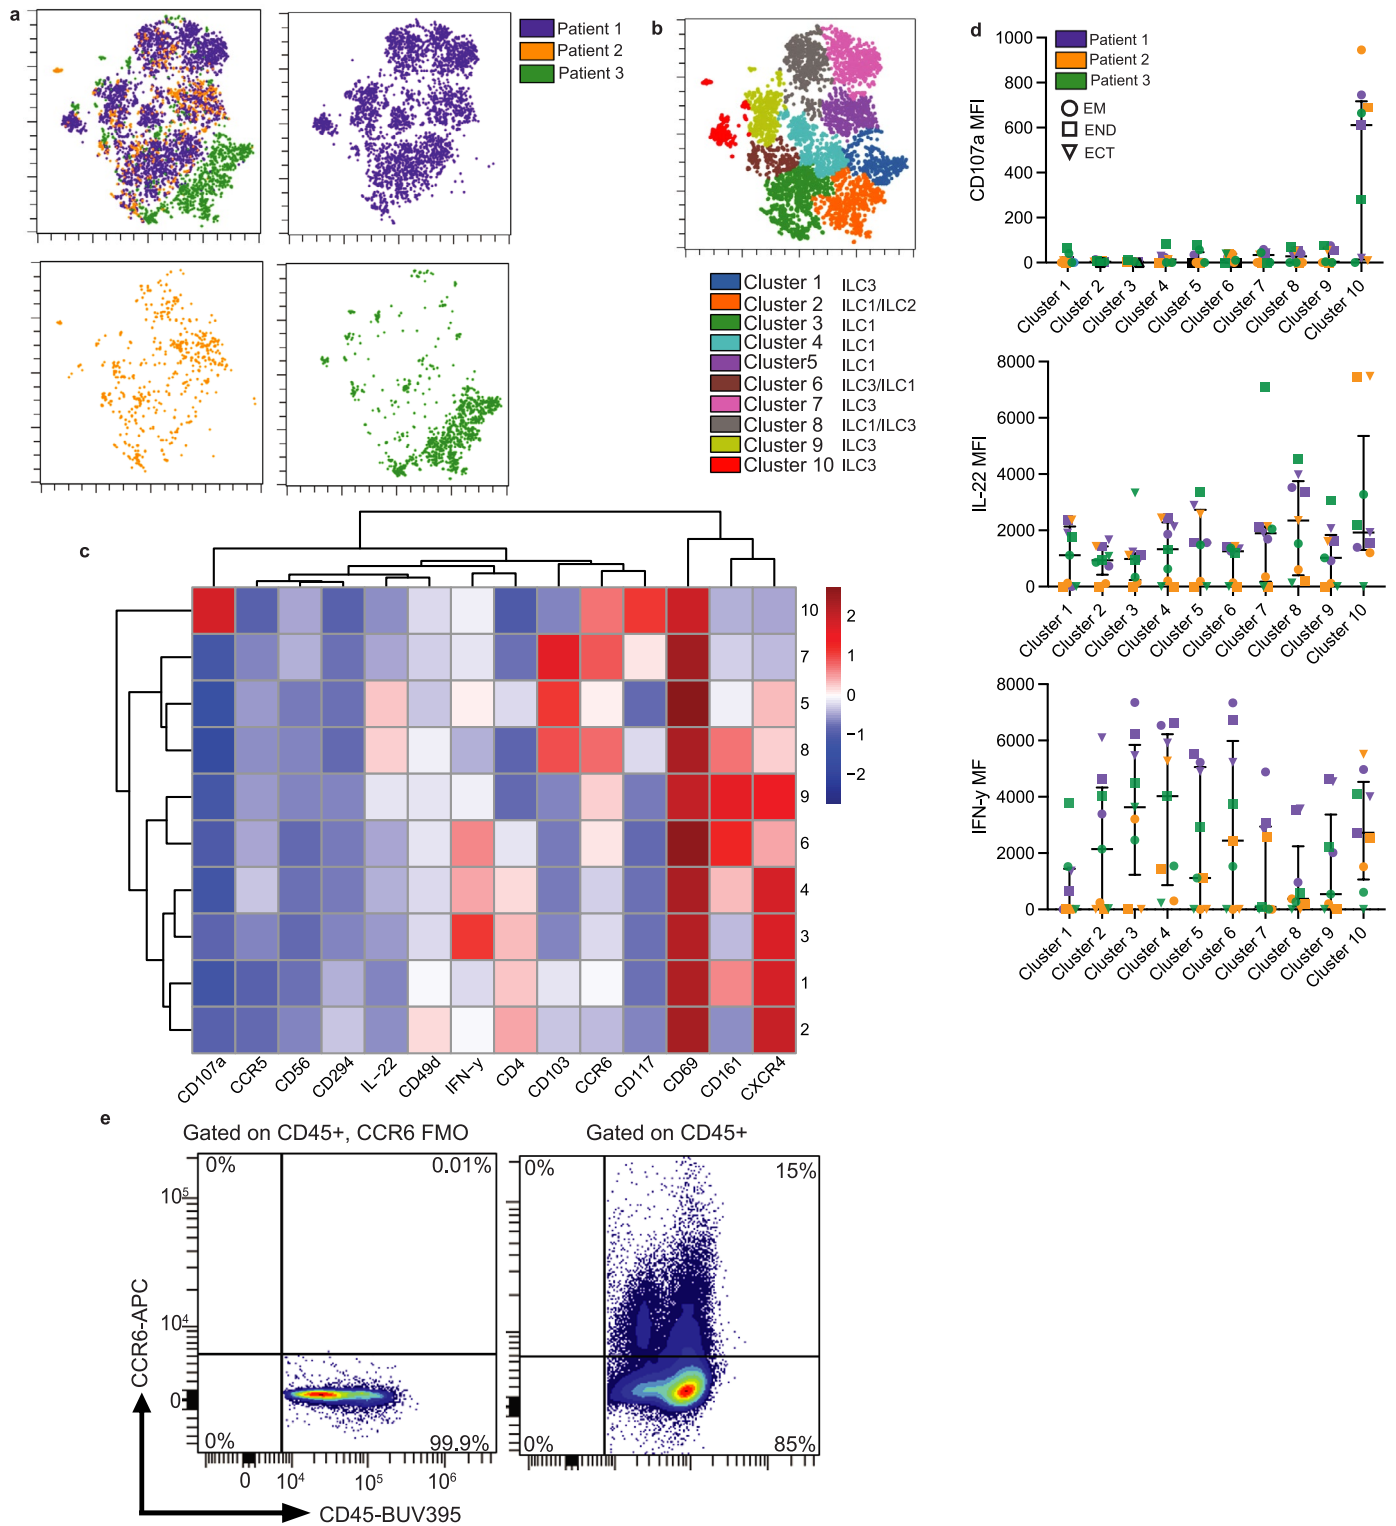 a
Patient 1
Patient 2
Patient 3
b
Cluster 1 ILC3
Cluster 2 ILC1/ILC2
Cluster 3 ILC1
Cluster 4 ILC1
Cluster5 ILC1
Cluster 6 ILC3/ILC1
Cluster 7 ILC3
Cluster 8 ILC1/ILC3
Cluster 9 ILC3
Cluster 10 ILC3
c
10
7
5
8
9
6
4
3
1
2
2
1
0
−1
−2
CD107a
CCR5
CD56
CD294
IL−22
CD49d
IFN−y
CD4
CD103
CCR6
CD117
CD69
CD161
CXCR4
d
Patient 1
Patient 2
Patient 3
EM
END
ECT
CD107a MFI
1000
800
600
400
200
0
Cluster 1
Cluster 2
Cluster 3
Cluster 4
Cluster 5
Cluster 6
Cluster 7
Cluster 8
Cluster 9
Cluster 10
IL-22 MFI
8000
6000
4000
2000
0
Cluster 1
Cluster 2
Cluster 3
Cluster 4
Cluster 5
Cluster 6
Cluster 7
Cluster 8
Cluster 9
Cluster 10
IFN-y MF
8000
6000
4000
2000
0
Cluster 1
Cluster 2
Cluster 3
Cluster 4
Cluster 5
Cluster 6
Cluster 7
Cluster 8
Cluster 9
Cluster 10
e
Gated on CD45+, CCR6 FMO
0%
0.01%
0%
99.9%
10⁵
10⁴
0
0
10⁴
10⁵
10⁶
CCR6-APC
CD45-BUV395
Gated on CD45+
0%
15%
0%
85%